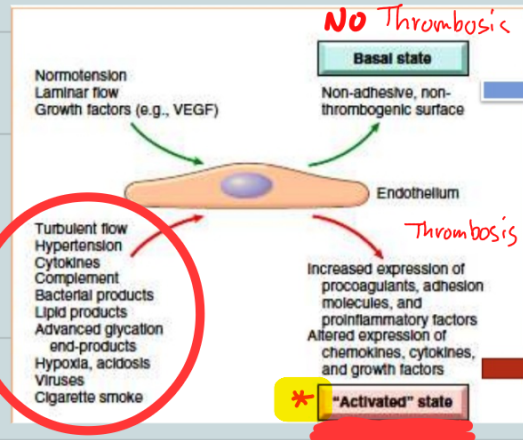 NO Thrombosis
Basal state
Normotension
Laminar flow
Growth factors (e.g., VEGF)
Non-adhesive, non-
thrombogenic surface
Endothelium
Turbulent flow
Hypertension
Cytokines
Complement
Bacterial products
Lipid products
Advanced glycation
end-products
Hypoxia, acidosis
Viruses
Cigarette smoke
Thrombosis
Increased expression of
procoagulants, adhesion
molecules, and
proinflammatory factors
Altered expression of
chemokines, cytokines,
and growth factors
* "Activated" state